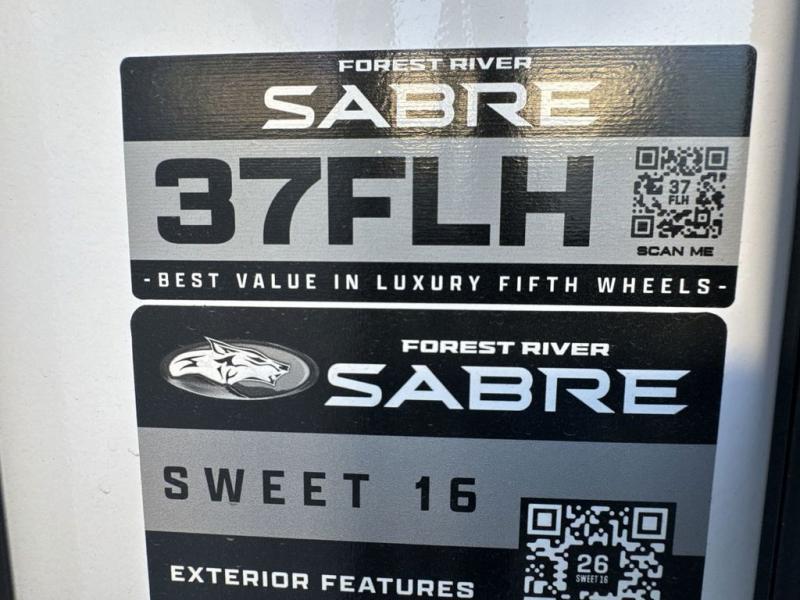 FOREST RIVER
SABRE
37FLH
37
FLH
SCAN ME
-BEST VALUE IN LUXURY FIFTH WHEELS-
FOREST RIVER
SABRE
SWEET 16
26
SWEET 16
EXTERIOR FEATURES